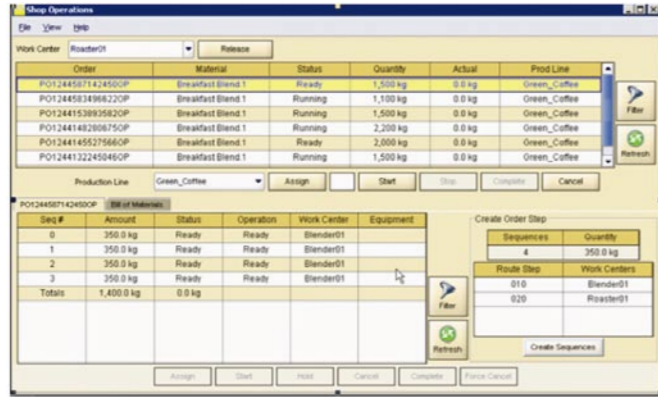 Shop Operations
File View Help
Work Center Roaster01 Release
Order Material Status Quantity Actual Prod Line
PO1244587142450OP Breakfast Blend:1 Ready 1,500 kg 0.0 kg Green_Coffee
PO1244583496622OP Breakfast Blend:1 Running 1,100 kg 0.0 kg Green_Coffee
PO1244153893582OP Breakfast Blend:1 Running 1,500 kg 0.0 kg Green_Coffee
PO1244148280675OP Breakfast Blend:1 Running 2,200 kg 0.0 kg Green_Coffee
PO1244145527566OP Breakfast Blend:1 Ready 2,000 kg 0.0 kg Green_Coffee
PO1244132245046OP Breakfast Blend:1 Running 1,500 kg 0.0 kg Green_Coffee
Filter
Refresh
Production Line Green_Coffee Assign Start Stop Complete Cancel
PO1244587142450OP Bill of Materials
Seq # Amount Status Operation Work Center Equipment
0 350.0 kg Ready Ready Blender01
1 350.0 kg Ready Ready Blender01
2 350.0 kg Ready Ready Blender01
3 350.0 kg Ready Ready Blender01
Totals 1,400.0 kg 0.0 kg
Filter
Refresh
Create Order Step
Sequences Quantity
4 350.0 kg
Route Step Work Centers
010 Blender01
020 Roaster01
Create Sequences
Assign Start Hold Cancel Complete Force Cancel